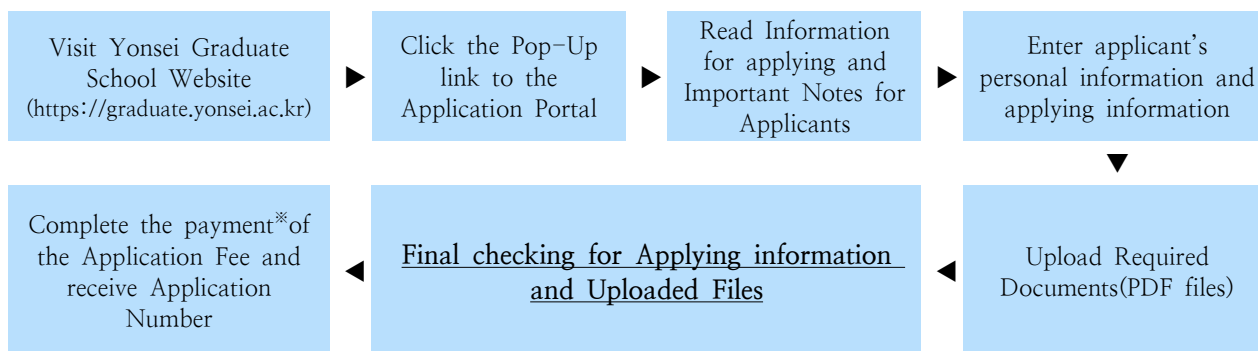 Visit Yonsei Graduate
School Website
(https://graduate.yonsei.ac.kr)
▶
Click the Pop-Up
link to the
Application Portal
▶
Read Information
for applying and
Important Notes for
Applicants
▶
Enter applicant's
personal information and
applying information
▼
Upload Required
Documents(PDF files)
◀
Final checking for Applying information
and Uploaded Files
◀
Complete the payment※of
the Application Fee and
receive Application
Number